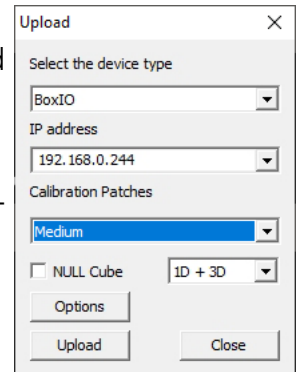 Upload
Select the device type
BoxIO
IP address
192.168.0.244
Calibration Patches
Medium
NULL Cube 1D + 3D
Options
Upload Close